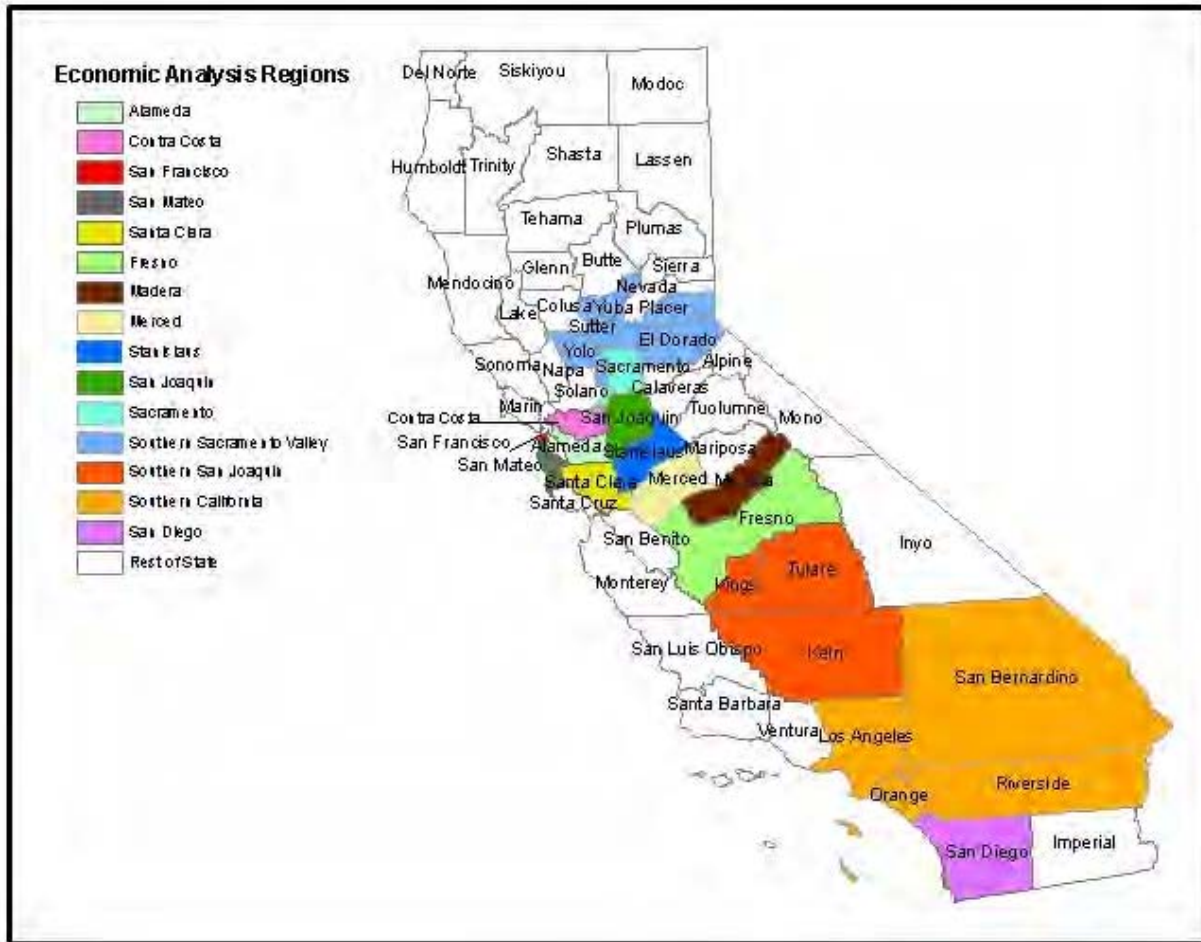 Economic Analysis Regions
Alameda
Contra Costa
San Francisco
San Mateo
Santa Clara
Fresno
Madera
Merced
Stanislaus
San Joaquin
Sacramento
Southern Sacramento Valley
Southern San Joaquin
Southern California
San Diego
Rest of State
Del Norte
Siskiyou
Modoc
Humboldt
Trinity
Shasta
Lassen
Tehama
Plumas
Butte
Glenn
Sierra
Mendocino
Nevada
Colusa
Yuba
Placer
Lake
Sutter
El Dorado
Yolo
Sonoma
Napa
Sacramento
Alpine
Solano
Calaveras
Marin
Tuolumne
Contra Costa
San Joaquin
Mono
San Francisco
Alameda
Stanislaus
Mariposa
San Mateo
Santa Clara
Merced
Santa Cruz
Fresno
San Benito
Inyo
Monterey
Kings
Tulare
San Luis Obispo
Kern
San Bernardino
Santa Barbara
Ventura
Los Angeles
Orange
Riverside
San Diego
Imperial